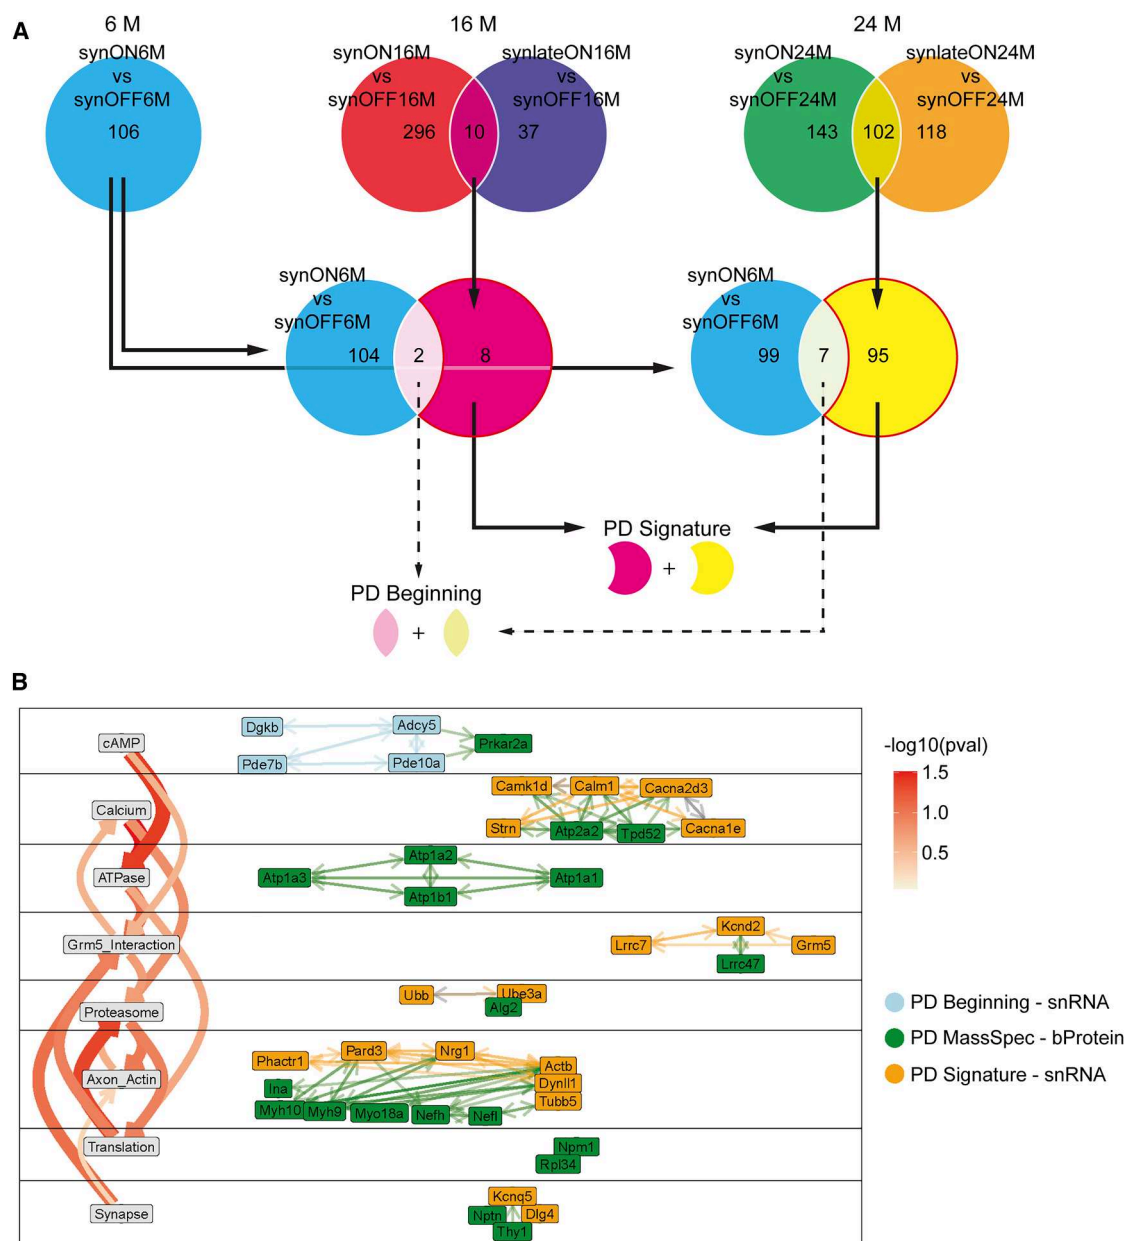 A
6 M
16 M
24 M
synON6M
vs
synOFF6M
106
synON16M
vs
synOFF16M
296
10
synlateON16M
vs
synOFF16M
37
synON24M
vs
synOFF24M
143
102
synlateON24M
vs
synOFF24M
118
synON6M
vs
synOFF6M
104
2
8
synON6M
vs
synOFF6M
99
7
95
PD Signature
+
PD Beginning
+
B
cAMP
Calcium
ATPase
Grm5_Interaction
Proteasome
Axon_Actin
Translation
Synapse
Dgkb
Adcy5
Prkar2a
Pde7b
Pde10a
Camk1d
Calm1
Cacna2d3
Strn
Atp2a2
Tpd52
Cacna1e
Atp1a2
Atp1a3
Atp1a1
Atp1b1
Kcnd2
Lrrc7
Grm5
Lrrc47
Ubb
Ube3a
Alg2
Phactr1
Pard3
Nrg1
Actb
Ina
Dynll1
Tubb5
Myh10
Myh9
Myo18a
Nefh
Nefl
Npm1
Rpl34
Kcnq5
Nptn
Dlg4
Thy1
-log10(pval)
1.5
1.0
0.5
PD Beginning - snRNA
PD MassSpec - bProtein
PD Signature - snRNA